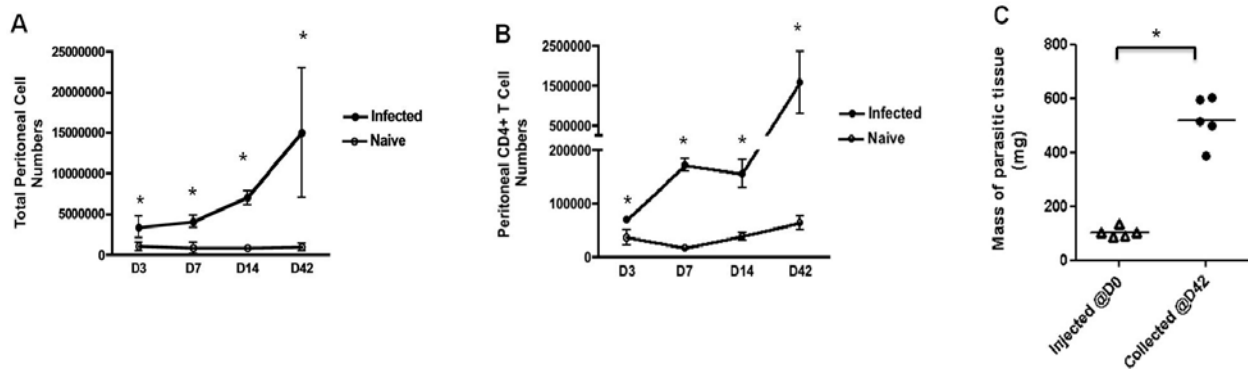 A
Total Peritoneal Cell
Numbers
25000000
20000000
15000000
10000000
5000000
0
D3 D7 D14 D42
* * * *
Infected
Naive
B
Peritoneal CD4+ T Cell
Numbers
2500000
1500000
500000
200000
100000
0
D3 D7 D14 D42
* * * *
Infected
Naive
C
Mass of parasitic tissue
(mg)
800
600
400
200
0
*
Injected @D0
Collected @D42